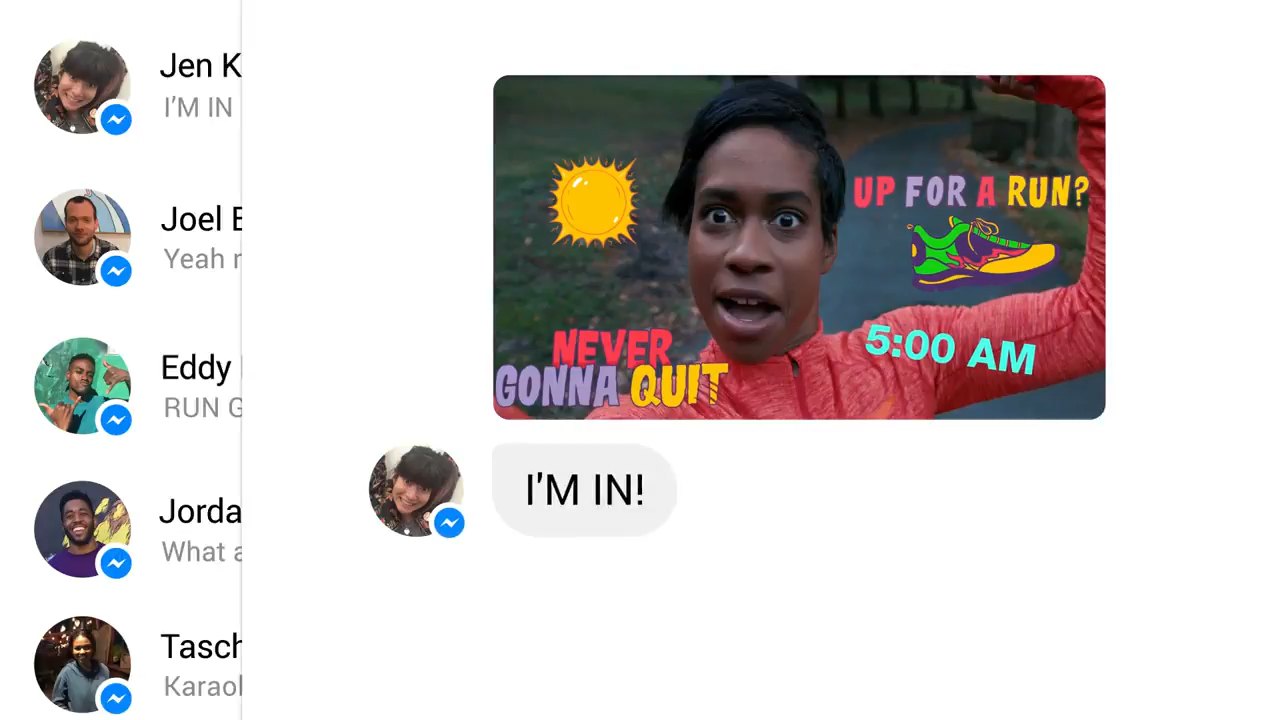 Jen K
I'M IN
Joel
Yeah
Eddy
RUN
Jorda
What a
Tasch
Karaol
UP FOR A RUN?
5:00 AM
NEVER
GONNA QUIT
I'M IN!